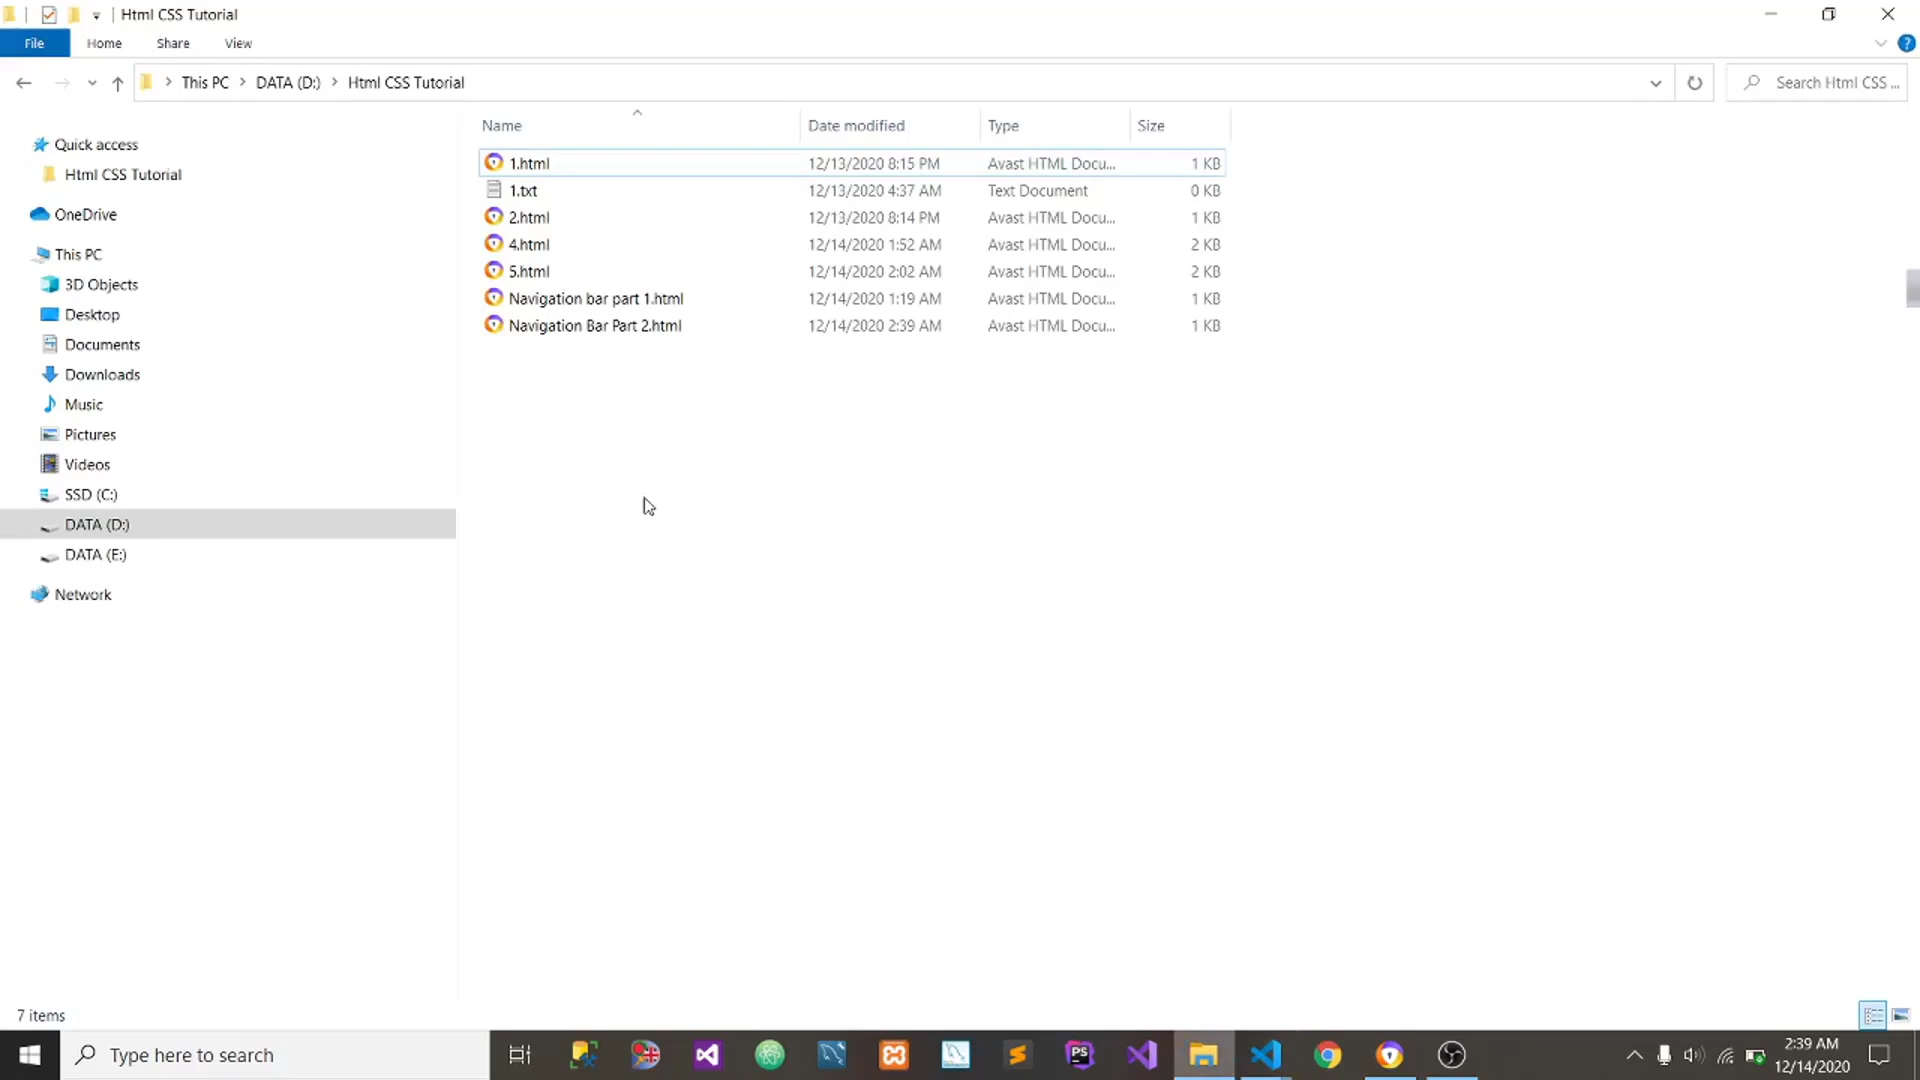 Html CSS Tutorial
File Home Share View
This PC DATA (D:) Html CSS Tutorial
Search Html CSS ...
Name Date modified Type Size
Quick access
Html CSS Tutorial
OneDrive
This PC
3D Objects
Desktop
Documents
Downloads
Music
Pictures
Videos
SSD (C:)
DATA (D:)
DATA (E:)
Network
1.html 12/13/2020 8:15 PM Avast HTML Docu... 1 KB
1.txt 12/13/2020 4:37 AM Text Document 0 KB
2.html 12/13/2020 8:14 PM Avast HTML Docu... 1 KB
4.html 12/14/2020 1:52 AM Avast HTML Docu... 2 KB
5.html 12/14/2020 2:02 AM Avast HTML Docu... 2 KB
Navigation bar part 1.html 12/14/2020 1:19 AM Avast HTML Docu... 1 KB
Navigation Bar Part 2.html 12/14/2020 2:39 AM Avast HTML Docu... 1 KB
7 items
Type here to search
PS
2:39 AM
12/14/2020